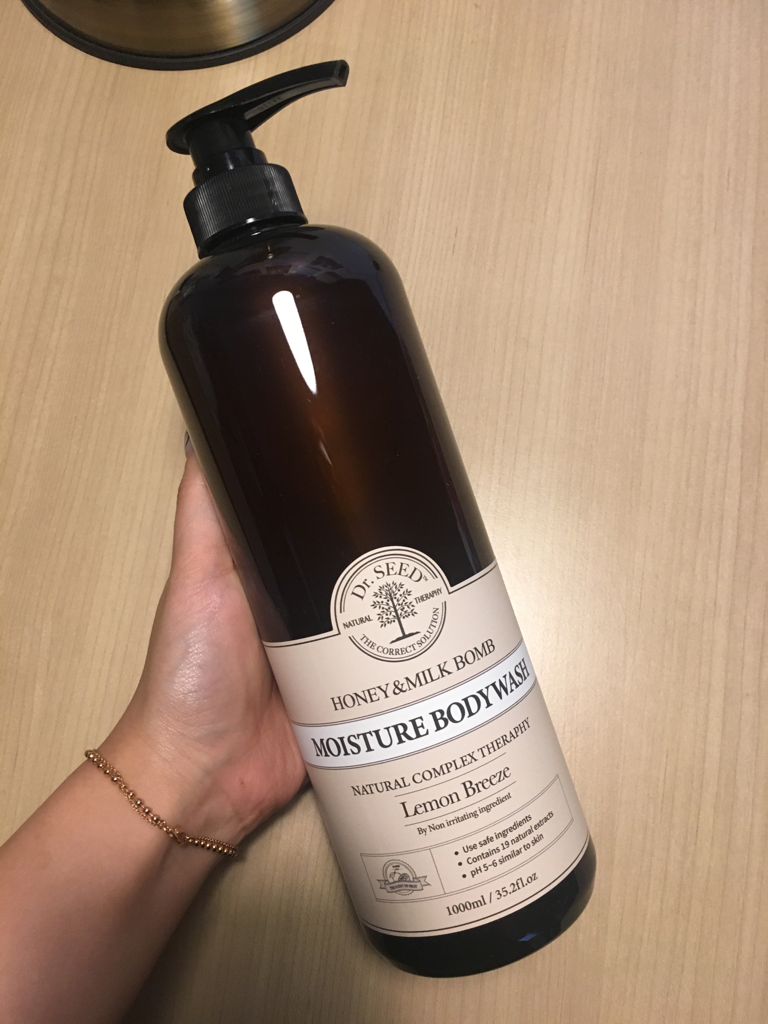 Dr. SEED™
NATURAL THERAPHY
THE CORRECT SOLUTION
HONEY&MILK BOMB
MOISTURE BODYWASH
NATURAL COMPLEX THERAPHY
Lemon Breeze
By Non irritating ingredient
• Use safe ingredients
• Contains 19 natural extracts
• pH 5~6 similar to skin
1000ml / 35.2fl.oz